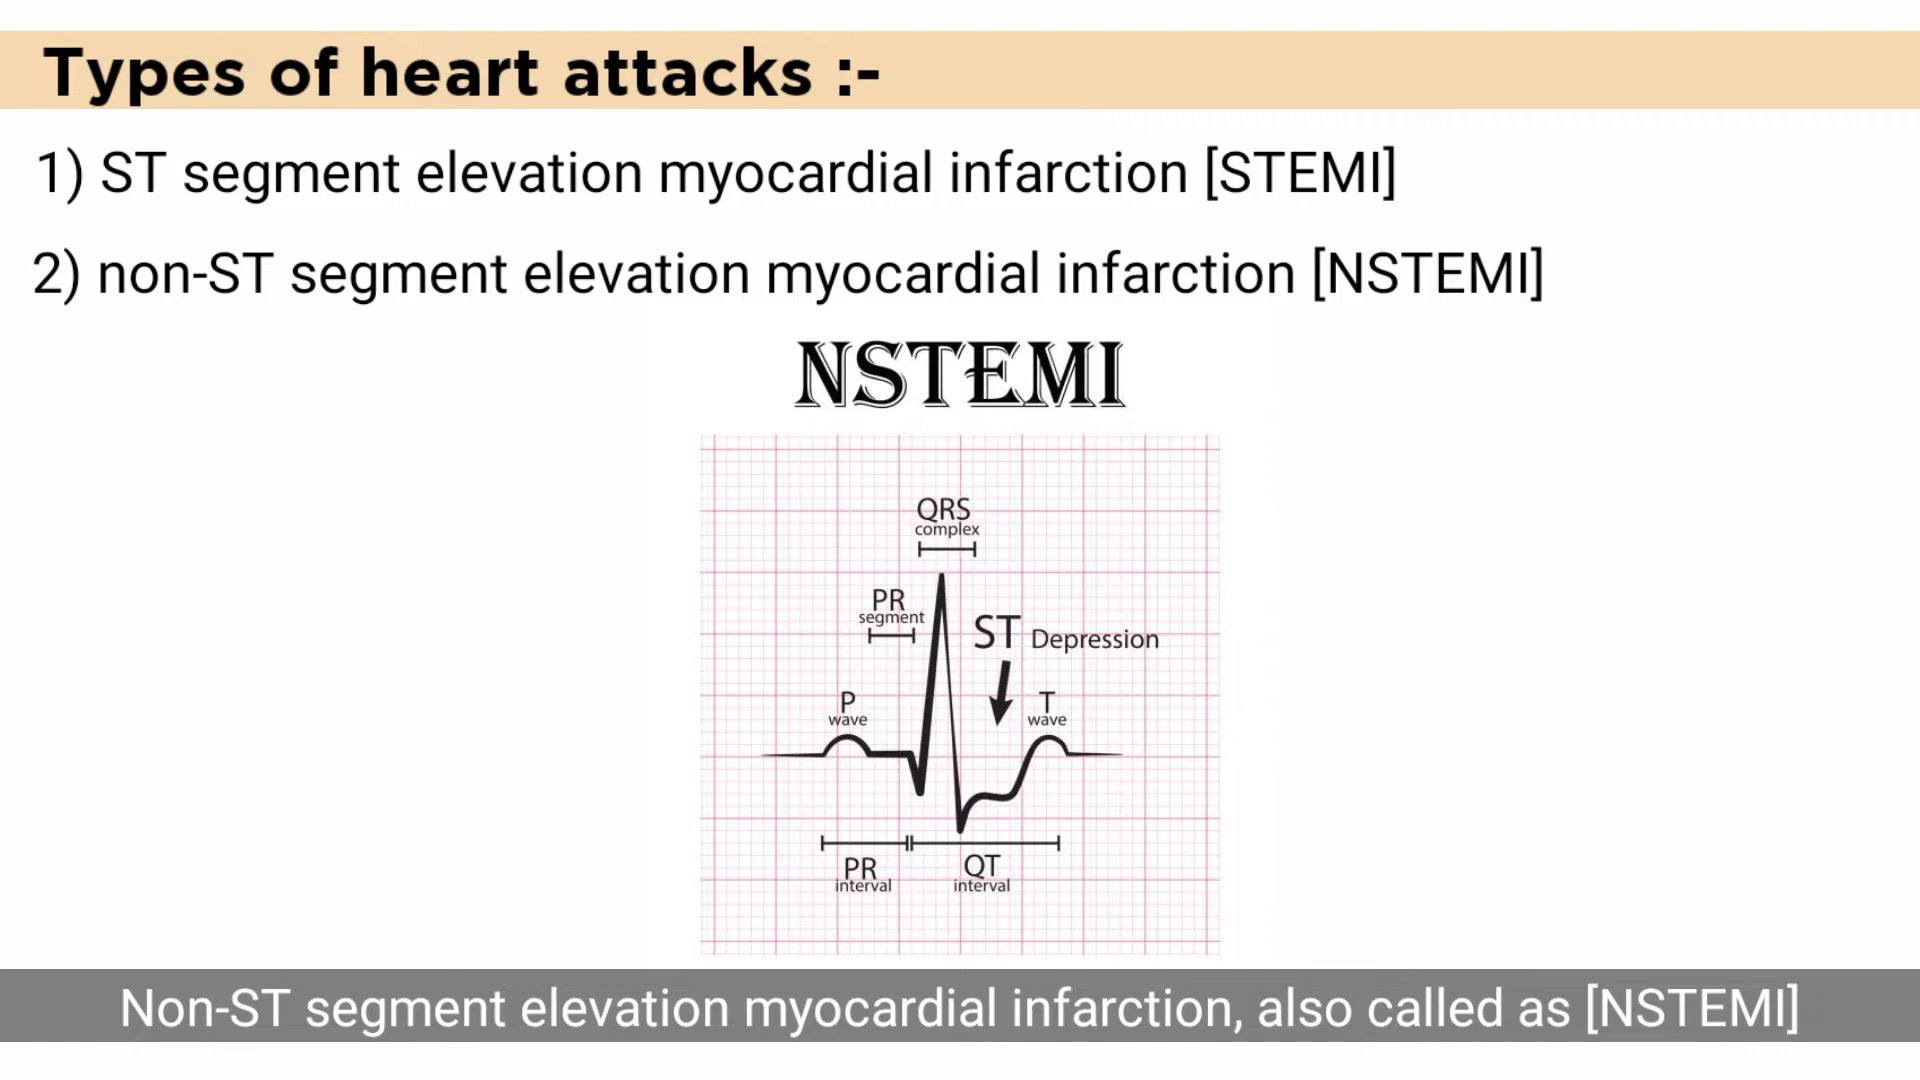 Types of heart attacks :-
1) ST segment elevation myocardial infarction [STEMI]
2) non-ST segment elevation myocardial infarction [NSTEMI]
NSTEMI
QRS
complex
PR
segment
ST Depression
P
wave
T
wave
PR
interval
QT
interval
Non-ST segment elevation myocardial infarction, also called as [NSTEMI]